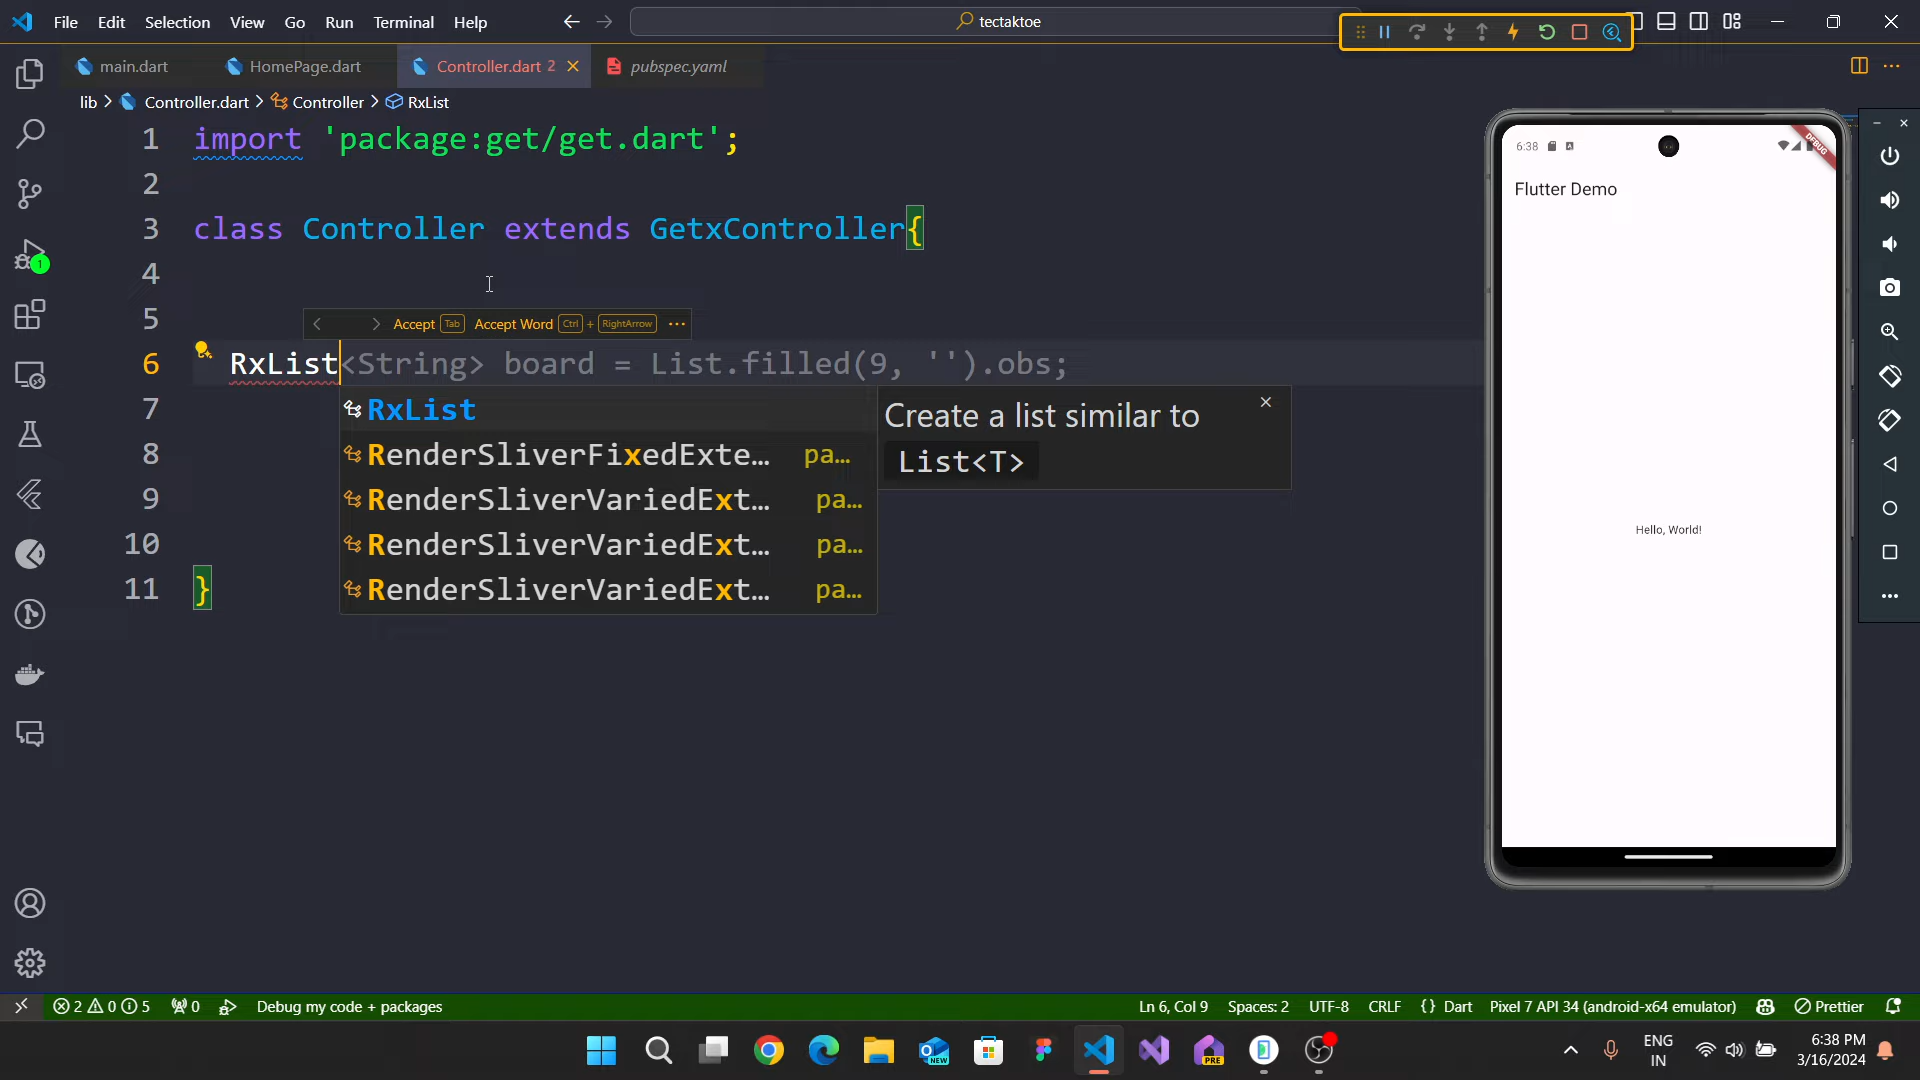 File Edit Selection View Go Run Terminal Help
tectaktoe
main.dart
HomePage.dart
Controller.dart 2
pubspec.yaml
lib > Controller.dart > Controller > RxList
1 import 'package:get/get.dart';
2
3 class Controller extends GetxController{
4
5
Accept Tab Accept Word Ctrl + RightArrow ...
6 RxList<String> board = List.filled(9, '').obs;
7
8
9
10
11 }
RxList
RenderSliverFixedExte... pa...
RenderSliverVariedExt... pa...
RenderSliverVariedExt... pa...
RenderSliverVariedExt... pa...
Create a list similar to
List<T>
6:38
DEBUG
Flutter Demo
Hello, World!
1
2 0 5 0 Debug my code + packages
Ln 6, Col 9 Spaces: 2 UTF-8 CRLF {} Dart Pixel 7 API 34 (android-x64 emulator) Prettier
NEW
PRE
ENG
IN
6:38 PM
3/16/2024